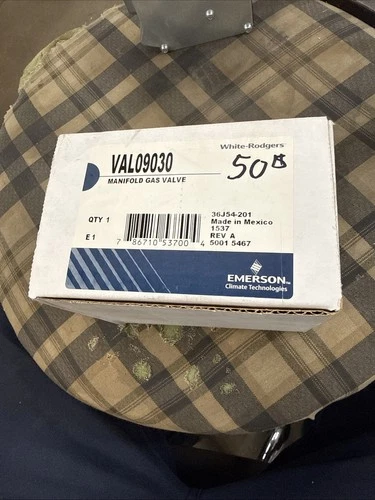 White-Rodgers
VAL09030
50
MANIFOLD GAS VALVE
QTY 1
36J54-201
Made in Mexico
1537
E 1
REV A
7 86710 53700 4
5001 5467
EMERSON
Climate Technologies